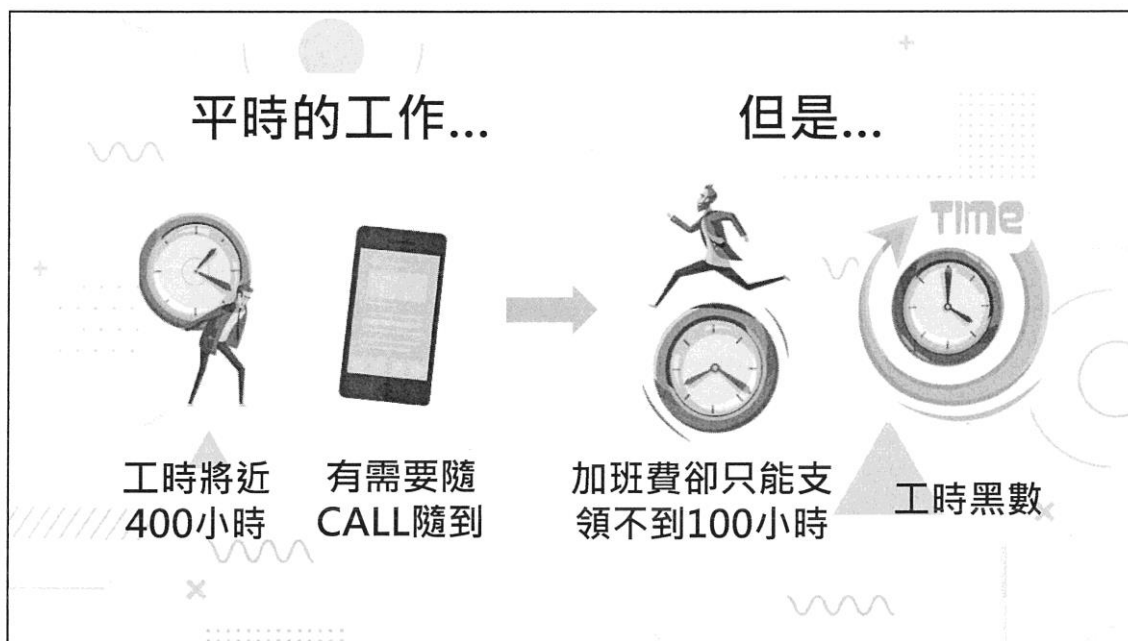 平時的工作...
但是...
TIME
工時將近
400小時
有需要隨
CALL隨到
加班費卻只能支
領不到100小時
工時黑數